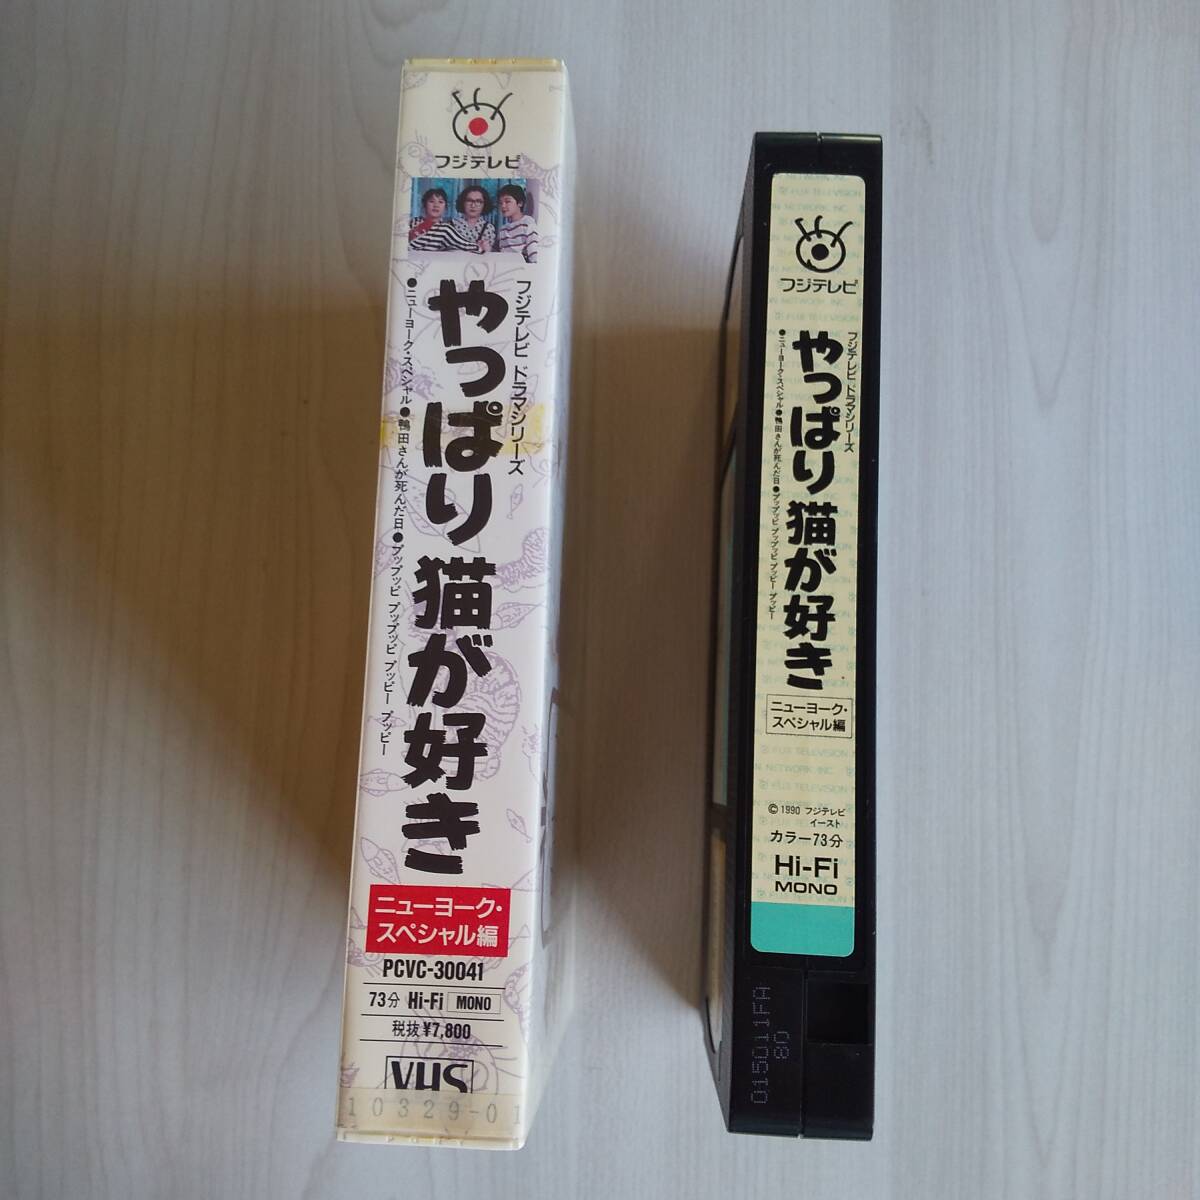 フジテレビ
フジテレビ ドラマシリーズ
やっぱり猫が好き
●ニューヨーク・スペシャル●鴨田さんが死んだ日●プップッピ プップッピ プッピー プッピー
ニューヨーク・
スペシャル編
PCVC-30041
73分 Hi-Fi MONO
税抜¥7,800
VHS
10329-01
フジテレビ
フジテレビ ドラマシリーズ
やっぱり猫が好き
●ニューヨーク・スペシャル●鴨田さんが死んだ日●プップッピ プップッピ プッピー プッピー
ニューヨーク・
スペシャル編
© 1990 フジテレビ
イースト
カラー73分
Hi-Fi
MONO
015011FA
80